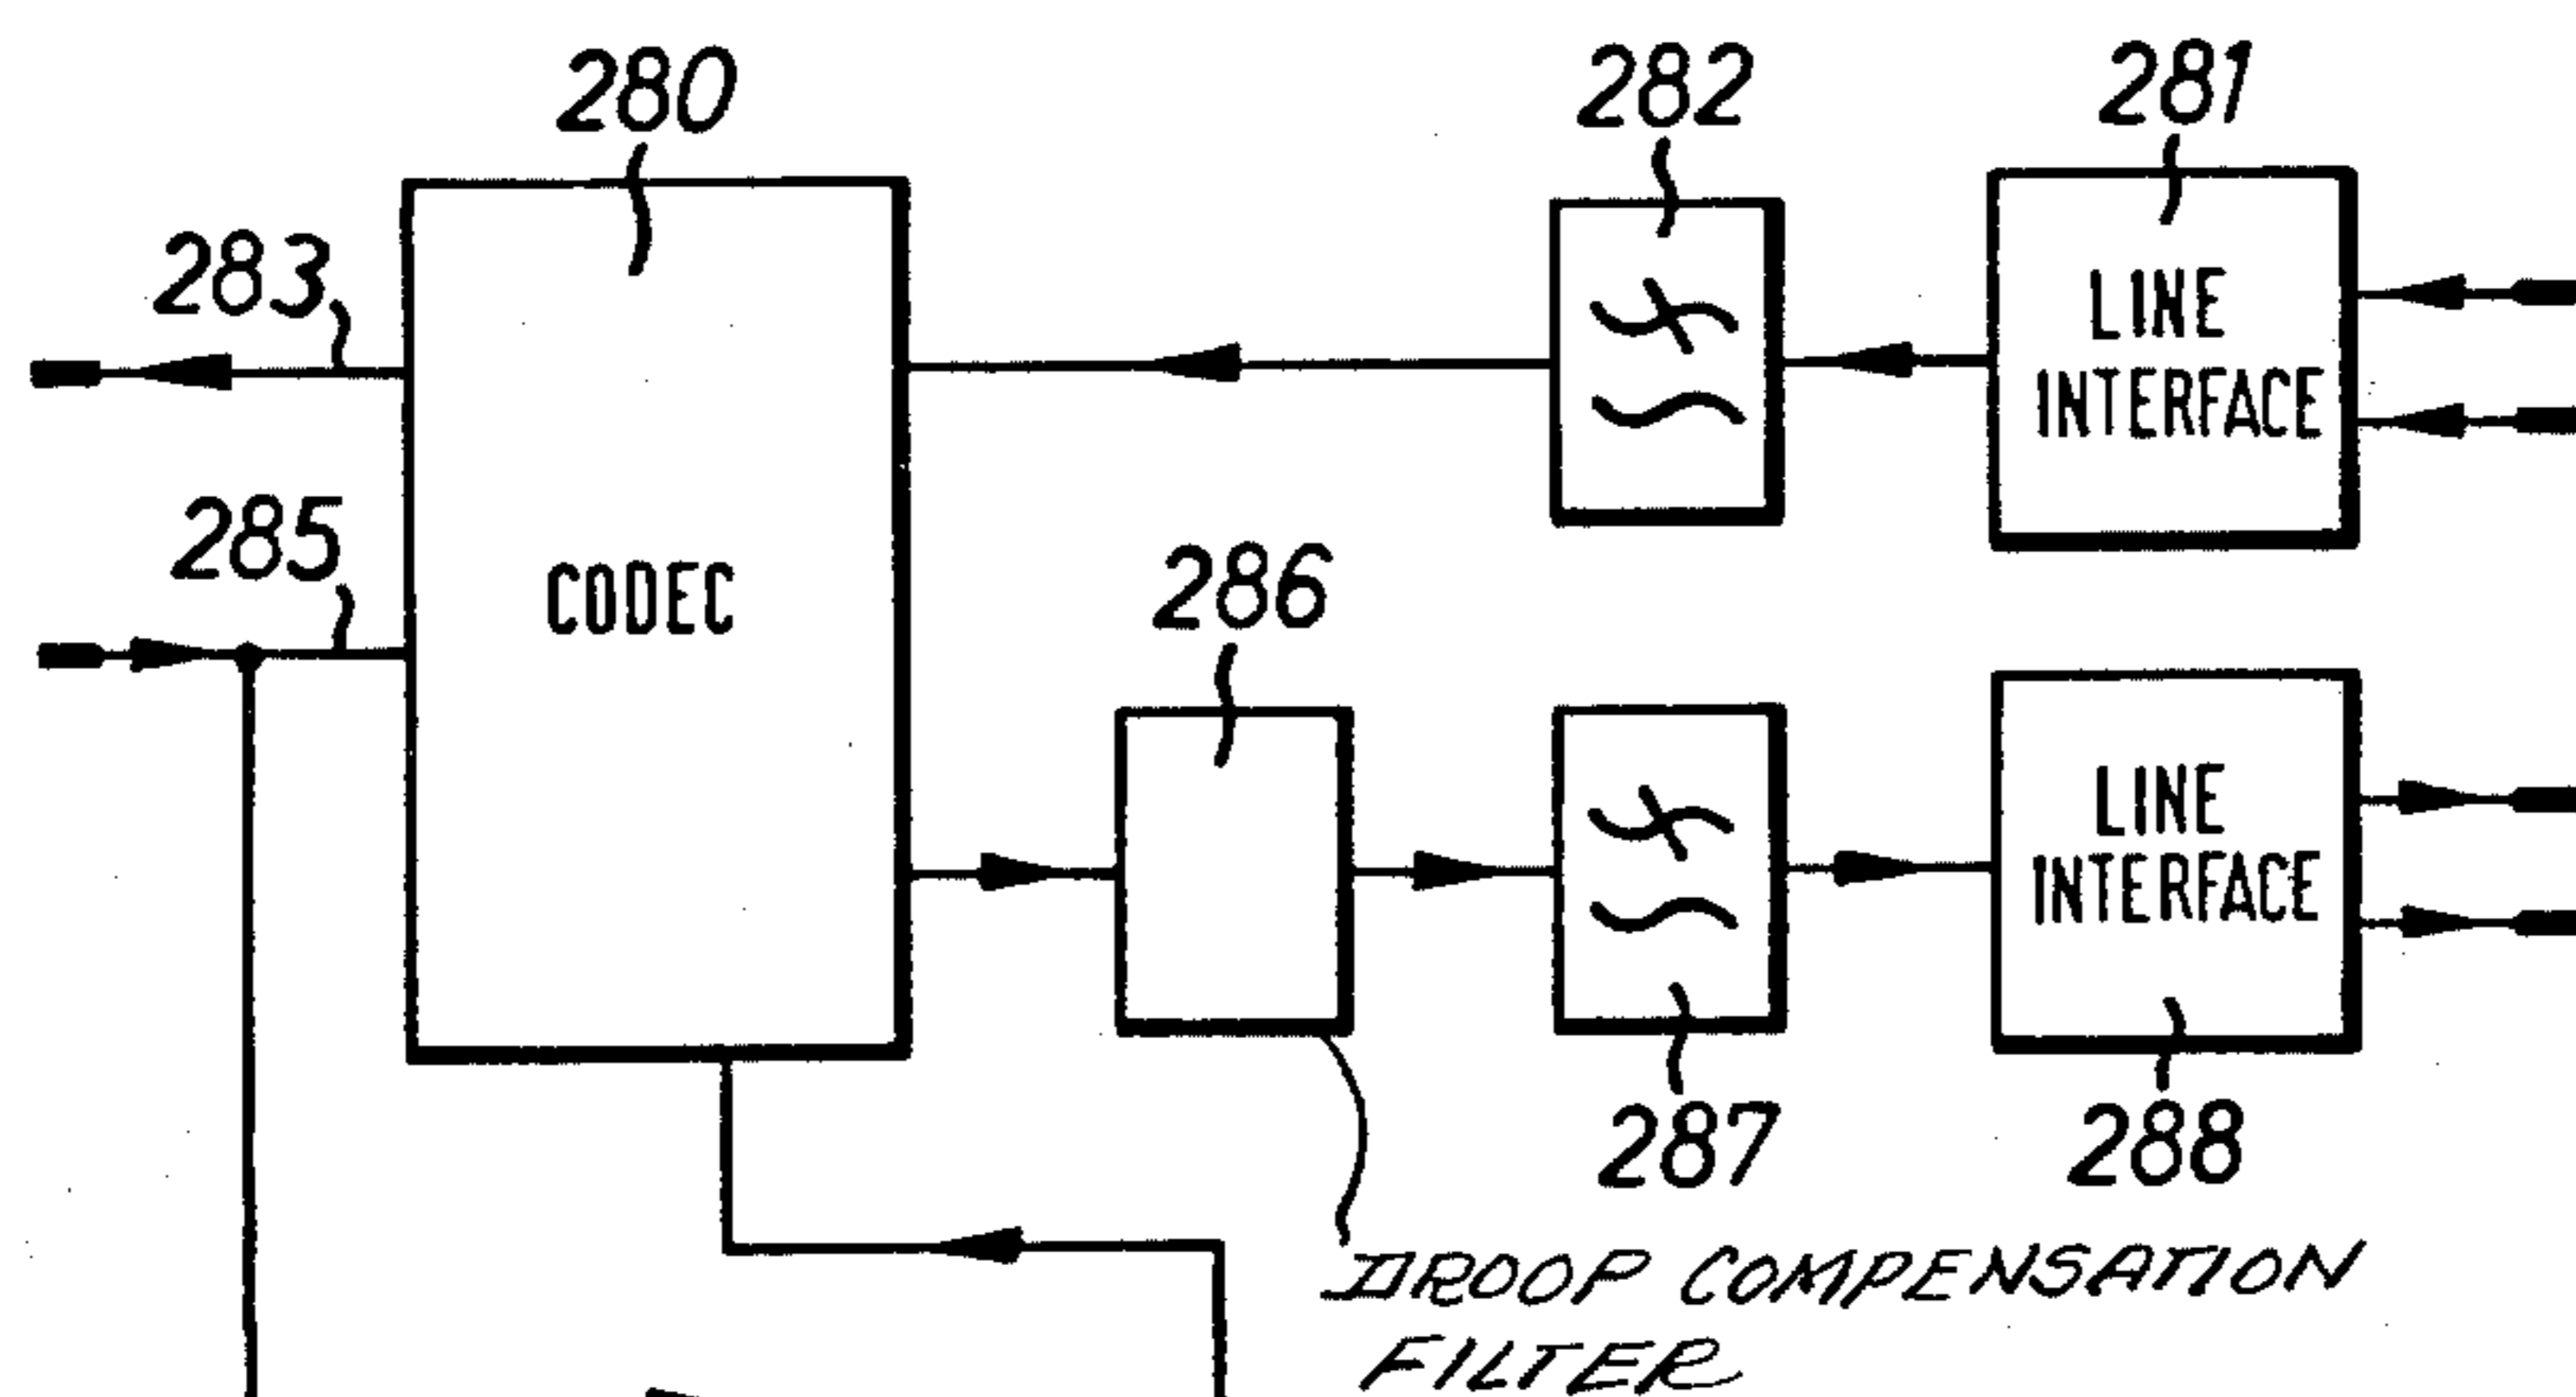 280
282
281
283
LINE
INTERFACE
285
CODEC
286
LINE
INTERFACE
287
288
DROOP COMPENSATION
FILTER